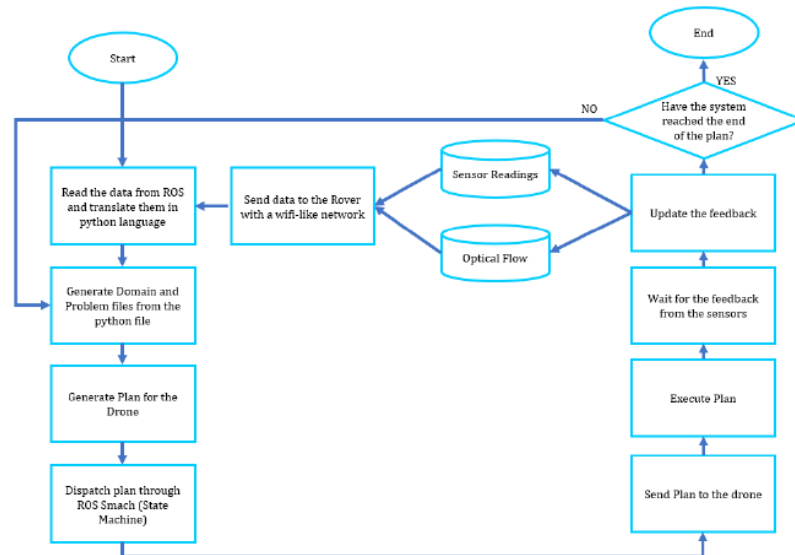 Start
End
YES
NO
Have the system
reached the end
of the plan?
Read the data from ROS
and translate them in
python language
Send data to the Rover
with a wifi-like network
Sensor Readings
Optical Flow
Update the feedback
Generate Domain and
Problem files from the
python file
Wait for the feedback
from the sensors
Generate Plan for the
Drone
Execute Plan
Dispatch plan through
ROS Smach (State
Machine)
Send Plan to the drone